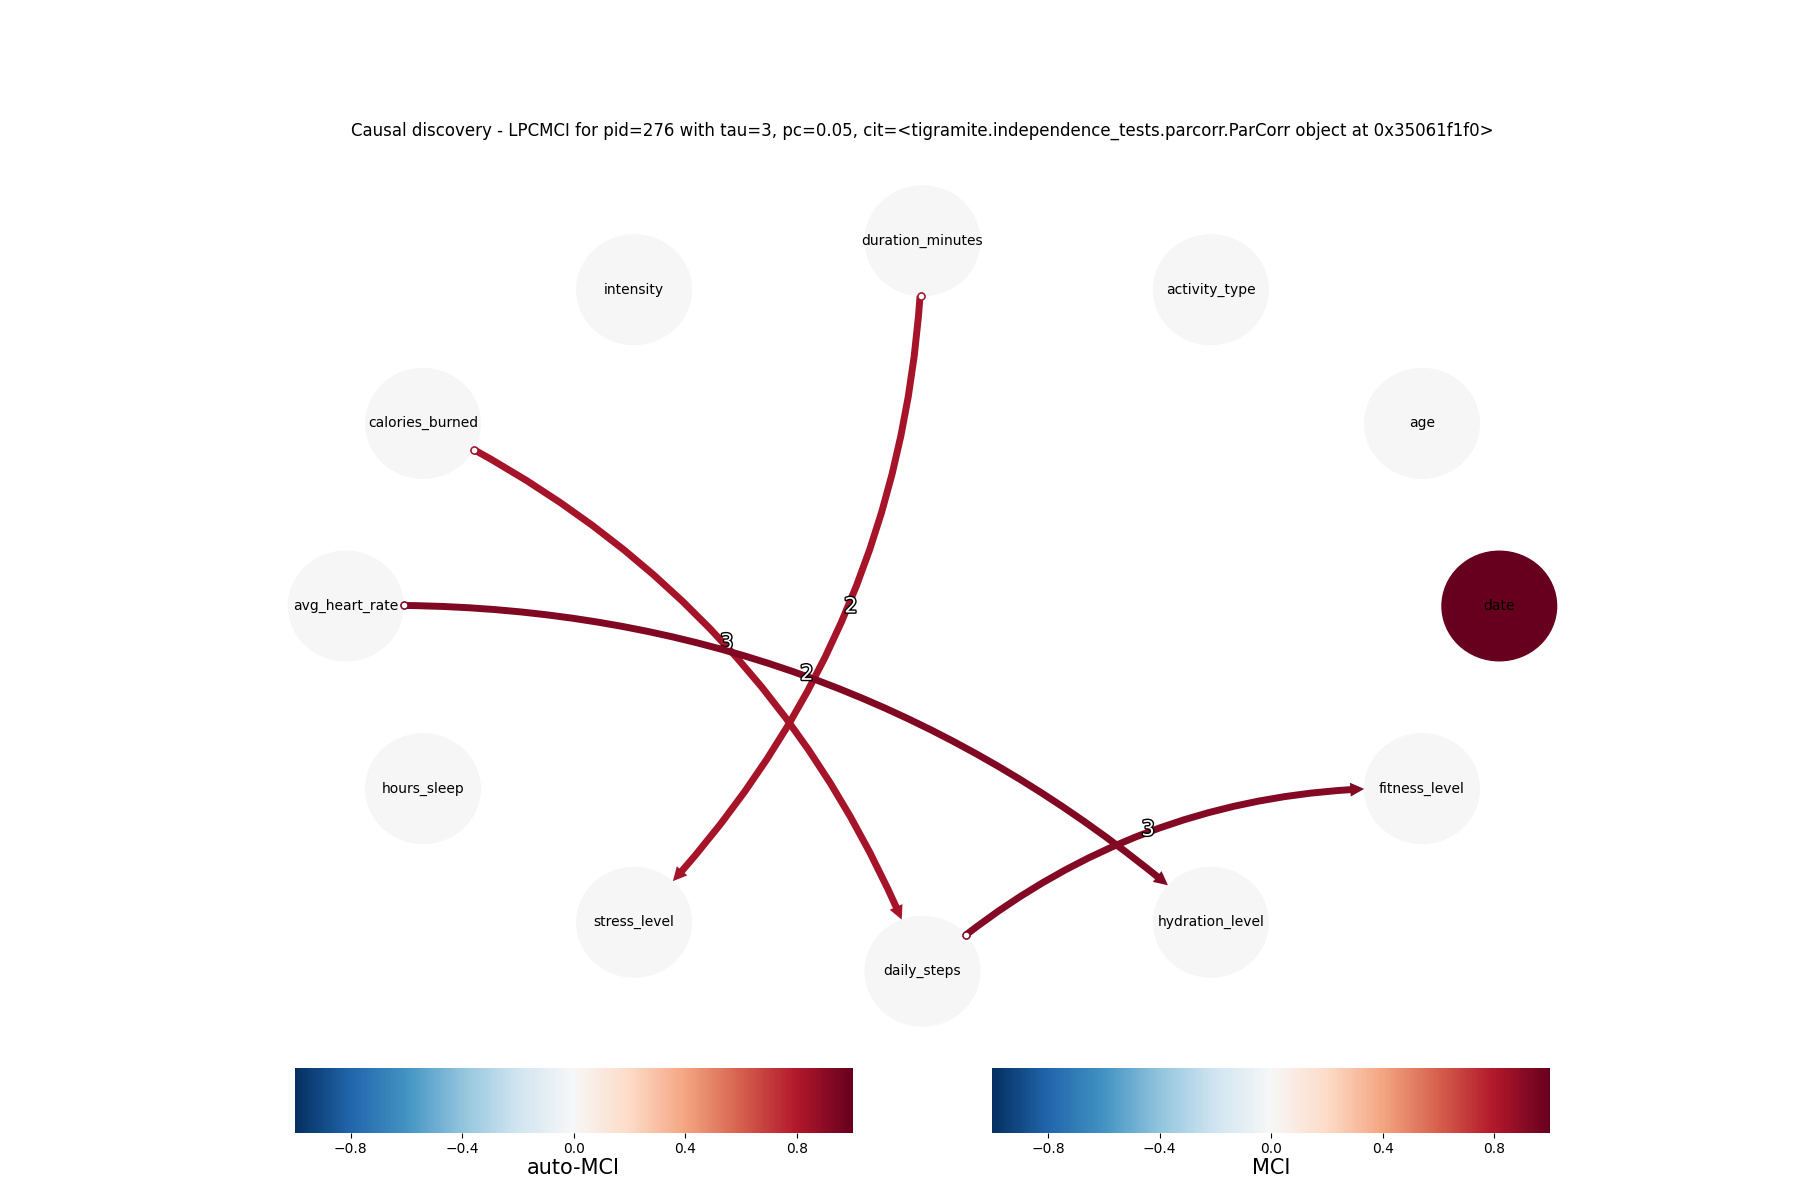 Causal discovery - LPCMCI for pid=276 with tau=3, pc=0.05, cit=<tigramite.independence_tests.parcorr.ParCorr object at 0x35061f1f0>
duration_minutes
intensity
activity_type
calories_burned
age
avg_heart_rate
2
date
3
2
hours_sleep
fitness_level
3
stress_level
hydration_level
daily_steps
−0.8 −0.4 0.0 0.4 0.8
auto-MCI
−0.8 −0.4 0.0 0.4 0.8
MCI